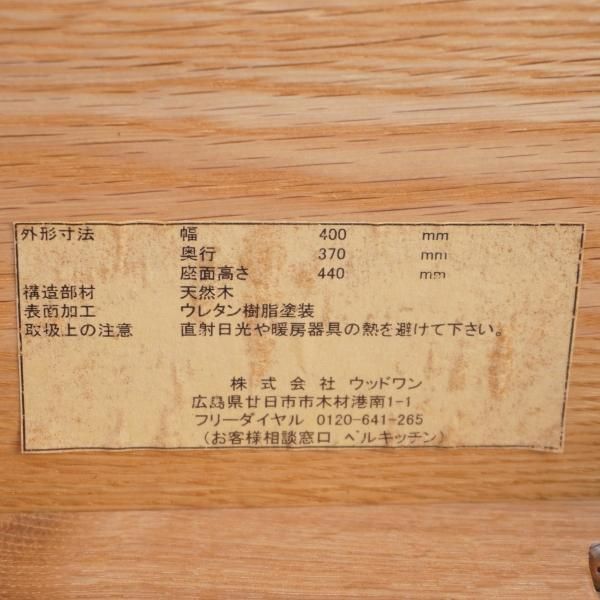 外形寸法 幅 400 mm
奥行 370 mm
座面高さ 440 mm
構造部材 天然木
表面加工 ウレタン樹脂塗装
取扱上の注意 直射日光や暖房器具の熱を避けて下さい。
株式会社 ウッドワン
広島県廿日市市木材港南1-1
フリーダイヤル 0120-641-265
(お客様相談窓口 ベルキッチン)